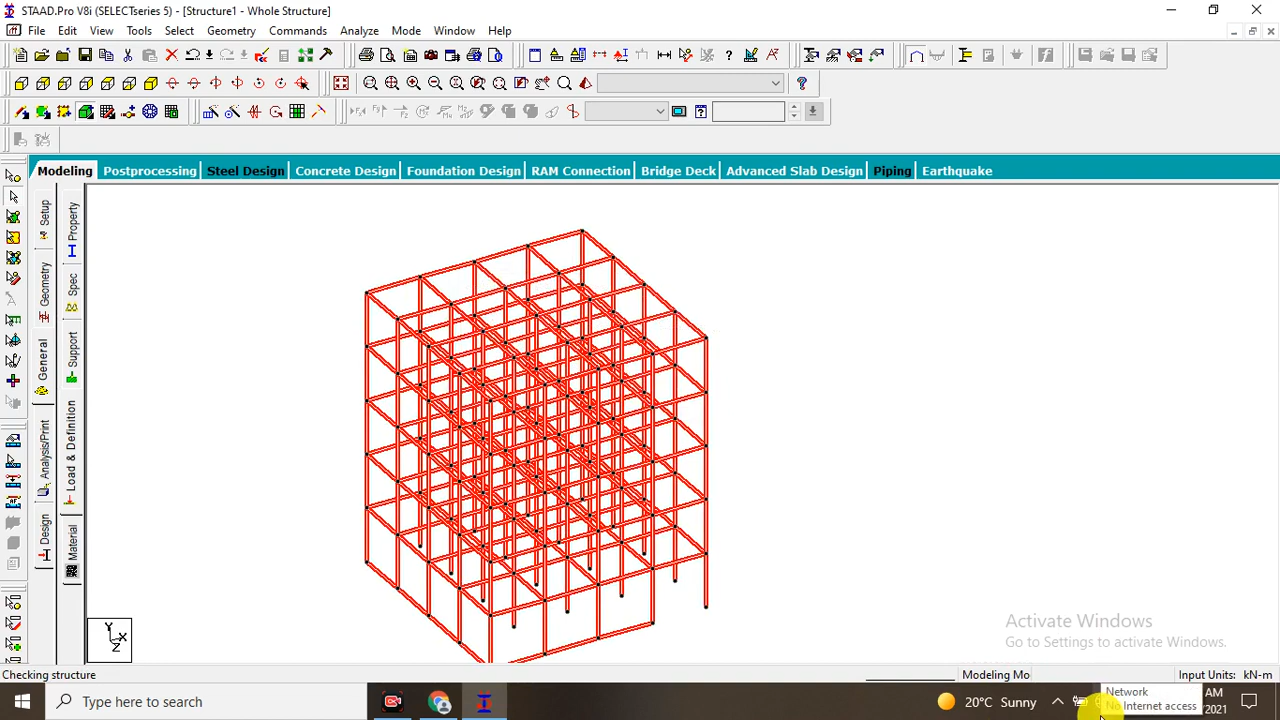 STAAD.Pro V8i (SELECTseries 5) - [Structure1 - Whole Structure]
File Edit View Tools Select Geometry Commands Analyze Mode Window Help
Modeling Postprocessing Steel Design Concrete Design Foundation Design RAM Connection Bridge Deck Advanced Slab Design Piping Earthquake
Setup
Geometry
General
Analysis/Print
Design
Property
Spec
Support
Load & Definition
Material
Y
X
Z
Activate Windows
Go to Settings to activate Windows.
Checking structure
Modeling Mo
Input Units: kN-m
Type here to search
20°C Sunny
Network
No Internet access
AM
2021